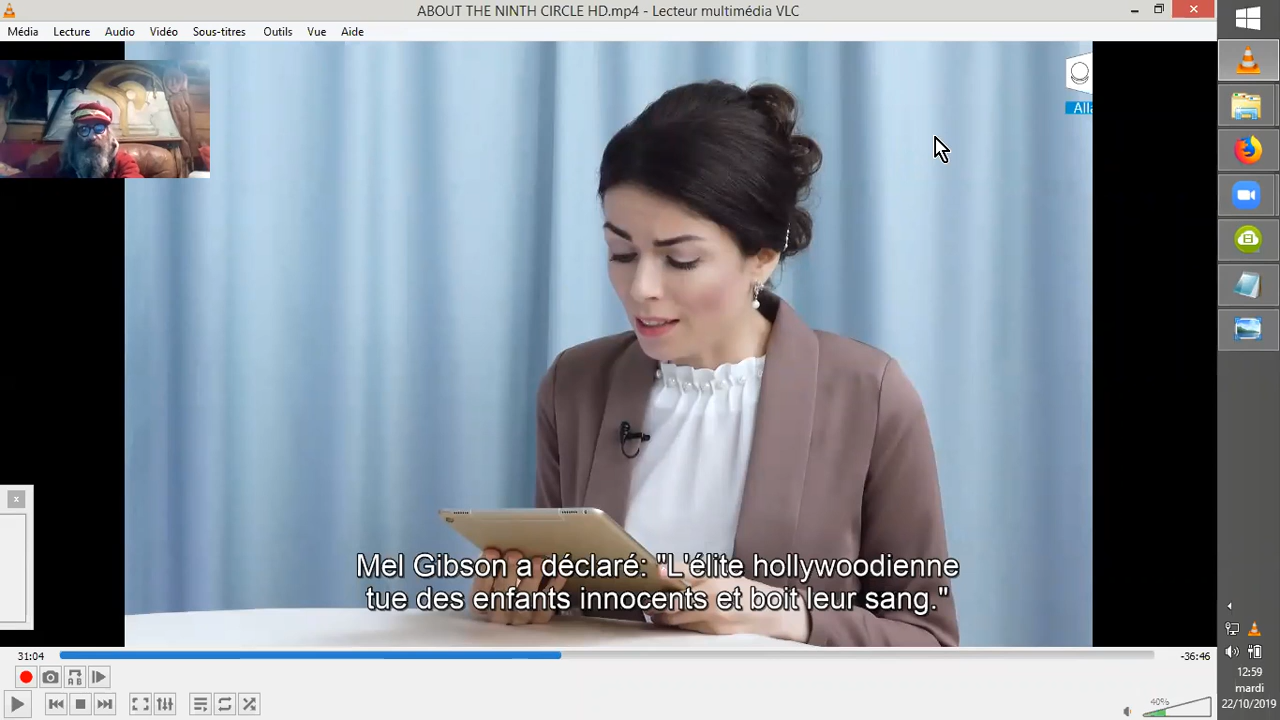 ABOUT THE NINTH CIRCLE HD.mp4 - Lecteur multimédia VLC
Média Lecture Audio Vidéo Sous-titres Outils Vue Aide
Alla
Mel Gibson a déclaré: "L'élite hollywoodienne
tue des enfants innocents et boit leur sang."
31:04
-36:46
40%
12:59
mardi
22/10/2019